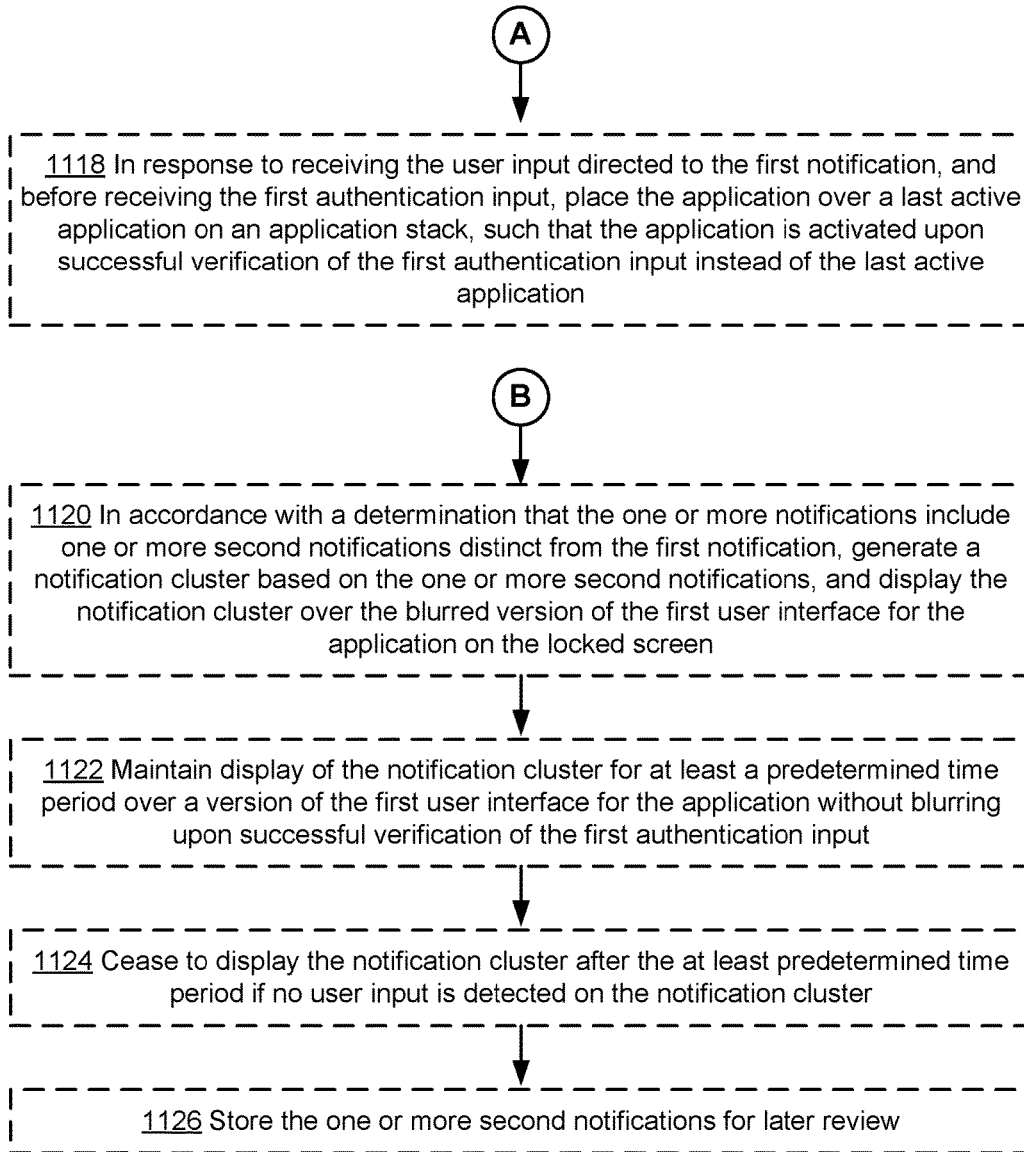 A
1118 In response to receiving the user input directed to the first notification, and
before receiving the first authentication input, place the application over a last active
application on an application stack, such that the application is activated upon
successful verification of the first authentication input instead of the last active
application
B
1120 In accordance with a determination that the one or more notifications include
one or more second notifications distinct from the first notification, generate a
notification cluster based on the one or more second notifications, and display the
notification cluster over the blurred version of the first user interface for the
application on the locked screen
1122 Maintain display of the notification cluster for at least a predetermined time
period over a version of the first user interface for the application without blurring
upon successful verification of the first authentication input
1124 Cease to display the notification cluster after the at least predetermined time
period if no user input is detected on the notification cluster
1126 Store the one or more second notifications for later review